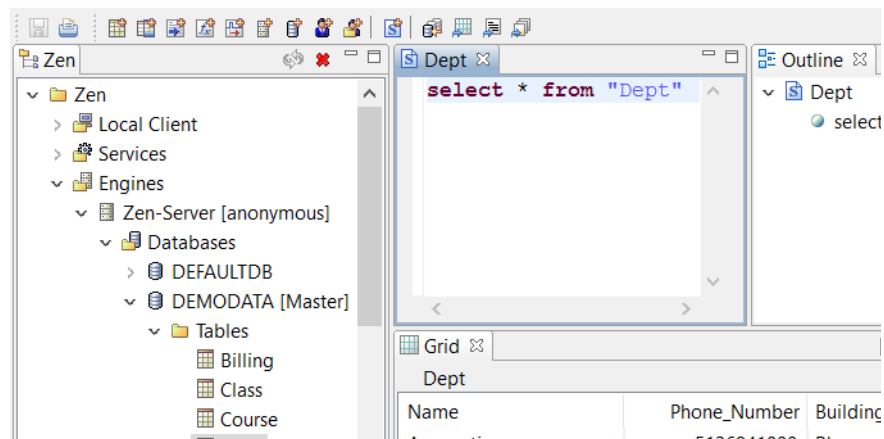 Zen
Zen
Local Client
Services
Engines
Zen-Server [anonymous]
Databases
DEFAULTDB
DEMODATA [Master]
Tables
Billing
Class
Course
Dept
select * from "Dept"
Outline
Dept
select
Grid
Dept
Name Phone_Number Building